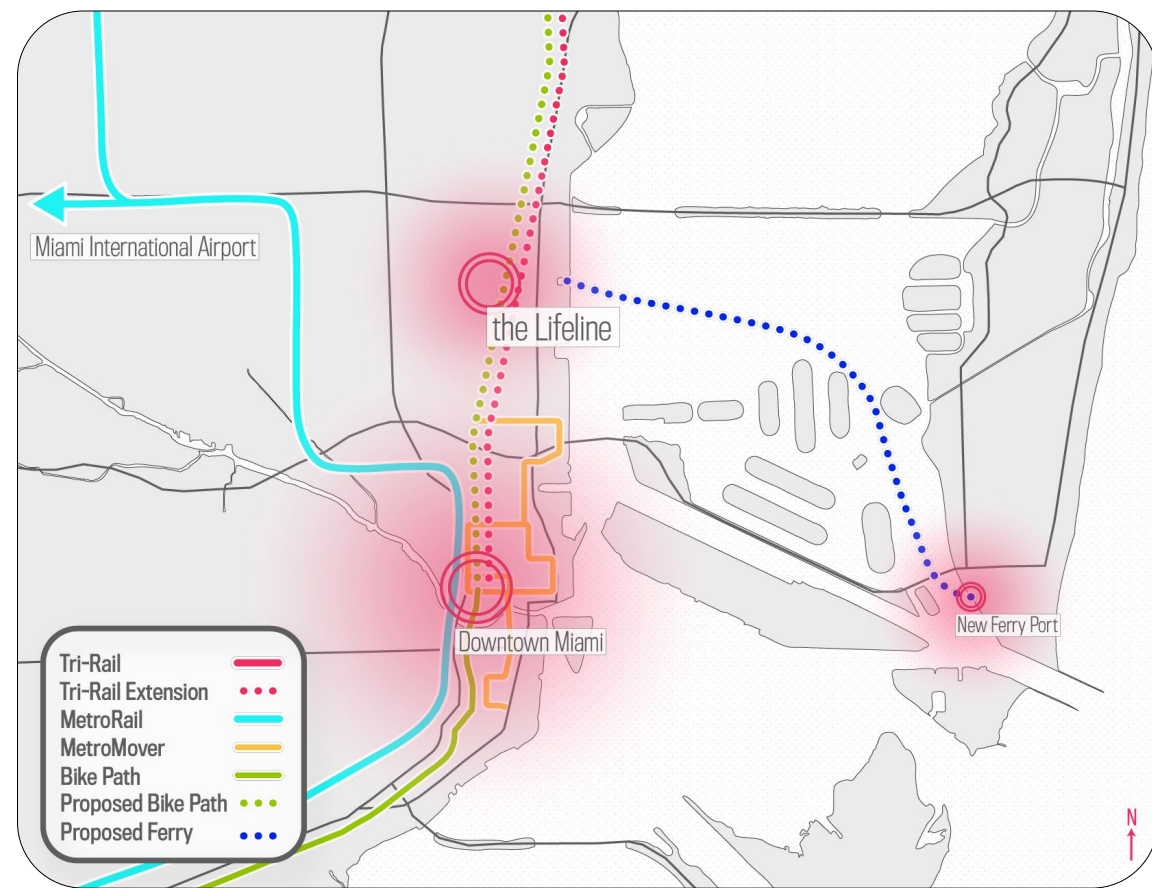 Miami International Airport
the Lifeline
New Ferry Port
Downtown Miami
Tri-Rail
Tri-Rail Extension
MetroRail
MetroMover
Bike Path
Proposed Bike Path
Proposed Ferry
N